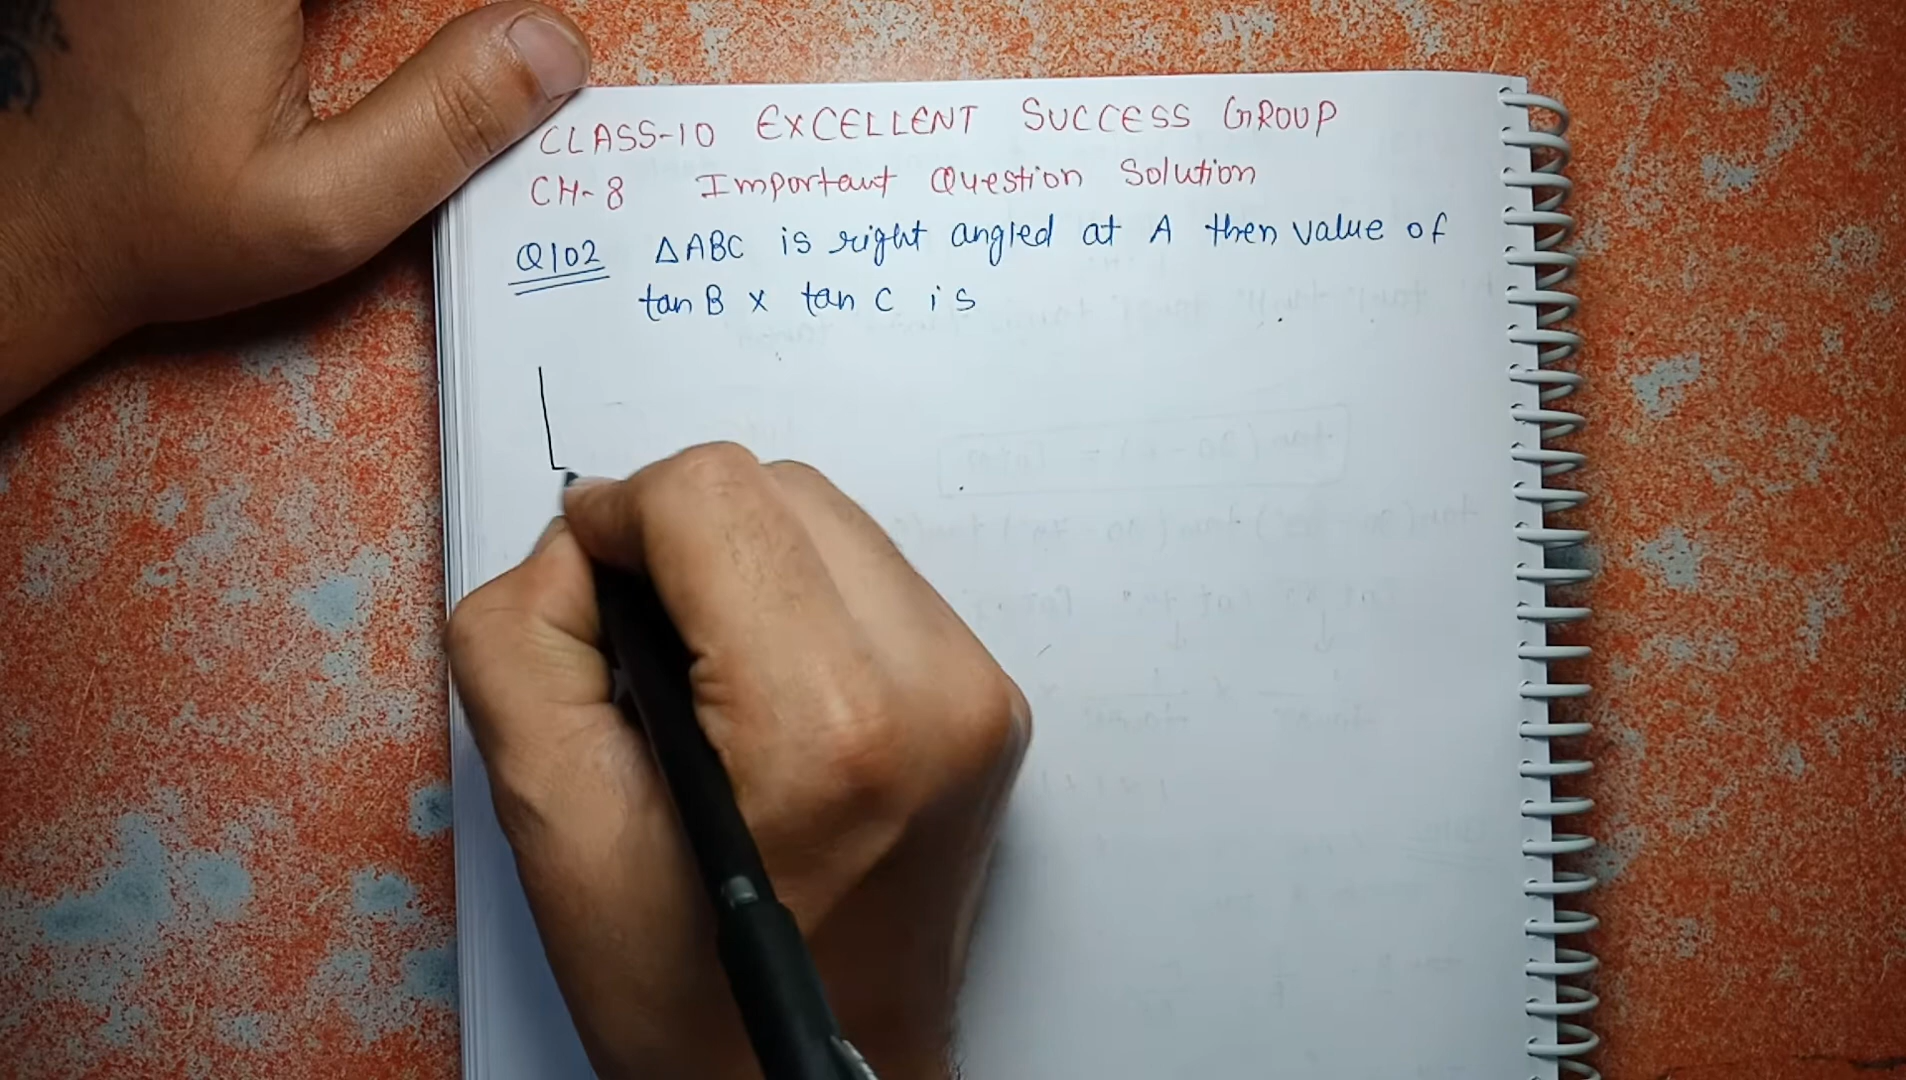 CLASS-10 EXCELLENT SUCCESS GROUP
CH-8 Important Question Solution
Q102 △ABC is right angled at A then value of
tan B x tan C is